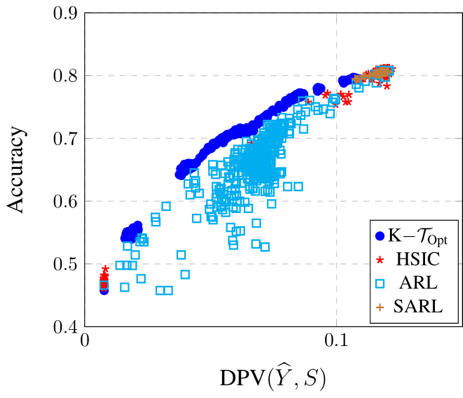 0.9
0.8
0.7
0.6
0.5
0.4
Accuracy
0
0.1
DPV(Ŷ, S)
K−𝒯Opt
HSIC
ARL
SARL